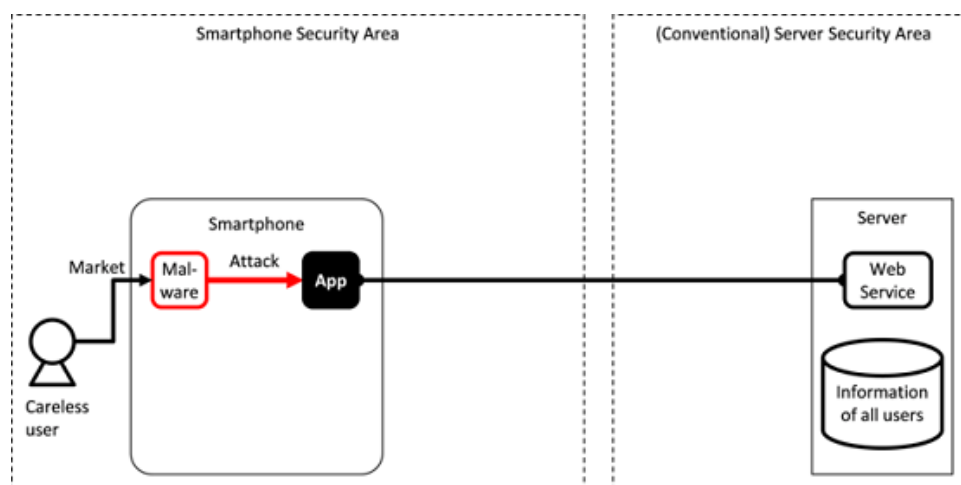 Smartphone Security Area
(Conventional) Server Security Area
Smartphone
Server
Market
Mal-
ware
Attack
App
Web
Service
Careless
user
Information
of all users